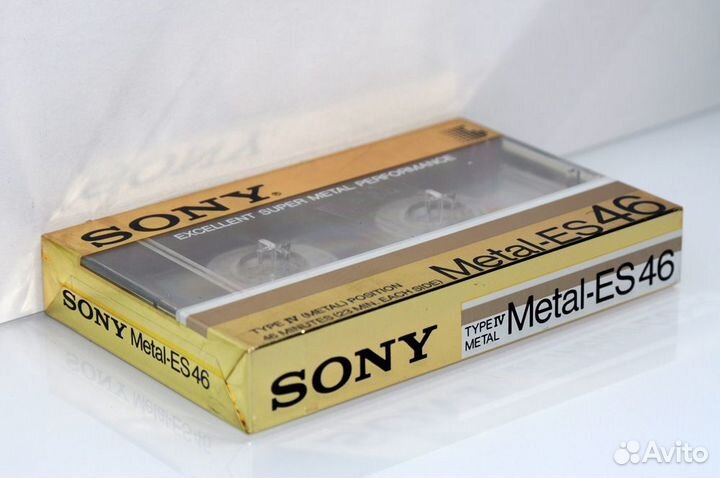 SONY®
EXCELLENT SUPER METAL PERFORMANCE
TYPE IV (METAL) POSITION
46 MINUTES (23 MIN. EACH SIDE)
Metal-ES46
SONY Metal-ES46
SONY
TYPE IV
METAL
Metal-ES46
Avito